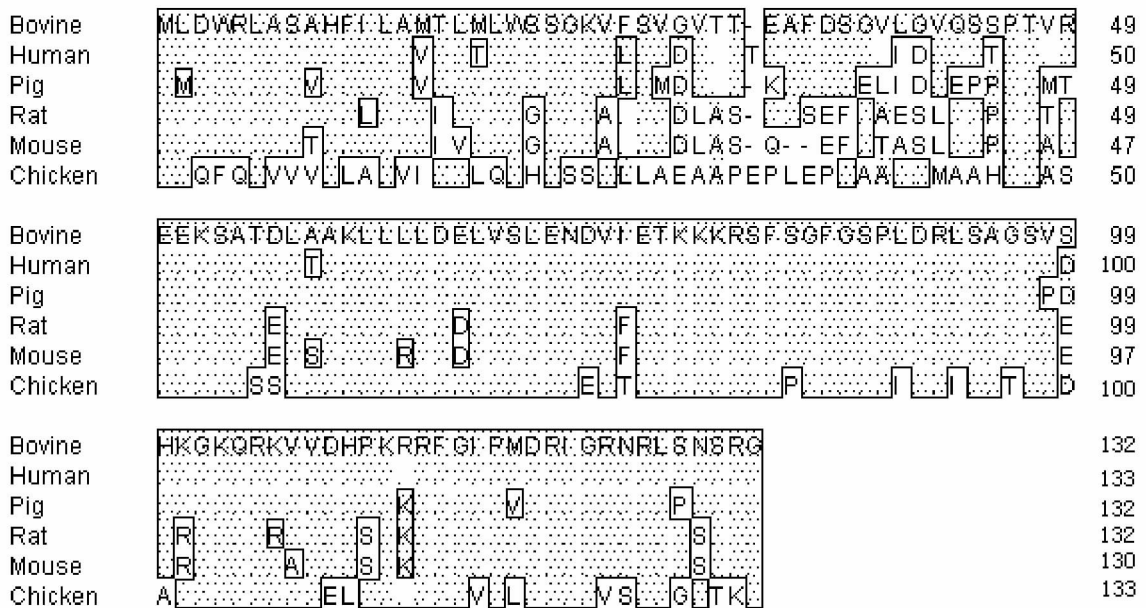 Bovine MLDWRLASAHFILAMTLMLWSSGKVFSVGVTT-EAFDSGVLGVQSSPTVR 49
Human V T L D T I D T 50
Pig M V V L MD - K ELI D EPP MT 49
Rat L I G A DLAS- SEF AESL P T 49
Mouse T I V G A DLAS-Q--EF TASL P A 47
Chicken QFQ VVV LA VI LQ H SS LLAEAAPEPLEP AA MAAH AS 50
Bovine EEKSATDLAAKLLLLDELVSLENDVIETKKKRSFSGFGSPLDRLSAGSVS 99
Human T D 100
Pig PD 99
Rat E D F E 99
Mouse E S R D F E 97
Chicken SS E T P I I T D 100
Bovine HKGKQRKVVDHPKRRFGIPMDRIGRNRLSNSRG 132
Human 133
Pig K V P 132
Rat R R S K S 132
Mouse R A S K S 130
Chicken A EL V L VS G TK 133